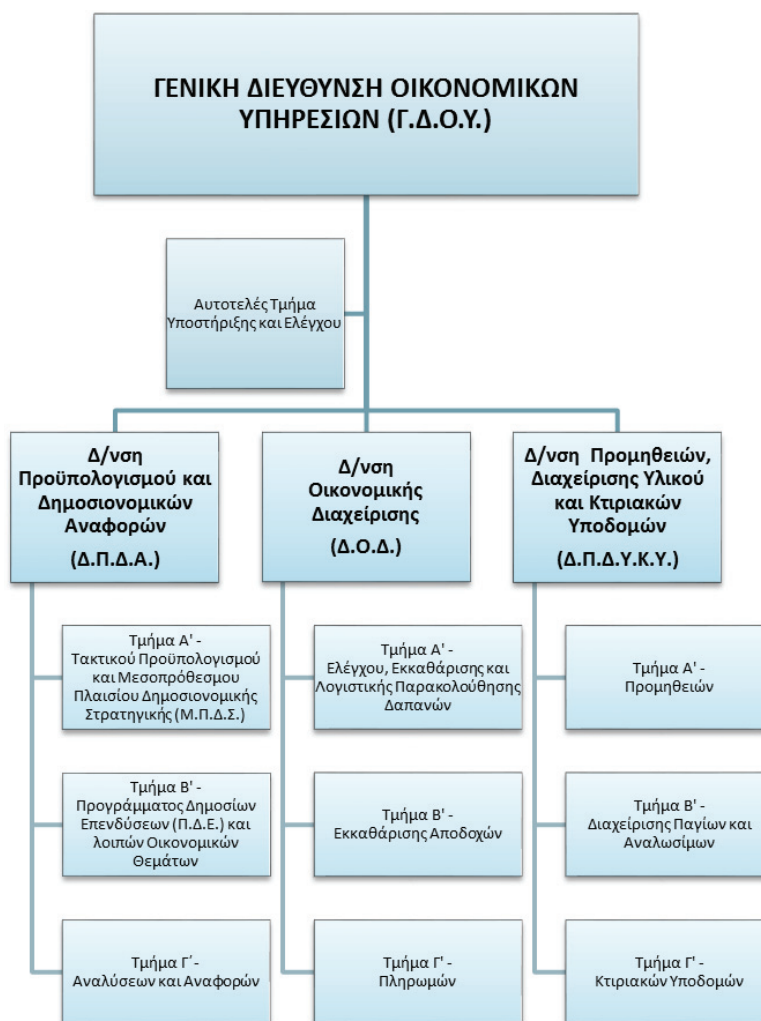 ΓΕΝΙΚΗ ΔΙΕΥΘΥΝΣΗ ΟΙΚΟΝΟΜΙΚΩΝ
ΥΠΗΡΕΣΙΩΝ (Γ.Δ.Ο.Υ.)
Αυτοτελές Τμήμα
Υποστήριξης και Ελέγχου
Δ/νση
Προϋπολογισμού και
Δημοσιονομικών
Αναφορών
(Δ.Π.Δ.Α.)
Δ/νση
Οικονομικής
Διαχείρισης
(Δ.Ο.Δ.)
Δ/νση Προμηθειών,
Διαχείρισης Υλικού
και Κτιριακών
Υποδομών
(Δ.Π.Δ.Υ.Κ.Υ.)
Τμήμα Α' -
Τακτικού Προϋπολογισμού
και Μεσοπρόθεσμου
Πλαισίου Δημοσιονομικής
Στρατηγικής (Μ.Π.Δ.Σ.)
Τμήμα Α' -
Ελέγχου, Εκκαθάρισης και
Λογιστικής Παρακολούθησης
Δαπανών
Τμήμα Α' -
Προμηθειών
Τμήμα Β' -
Προγράμματος Δημοσίων
Επενδύσεων (Π.Δ.Ε.) και
λοιπών Οικονομικών
Θεμάτων
Τμήμα Β' -
Εκκαθάρισης Αποδοχών
Τμήμα Β' -
Διαχείρισης Παγίων και
Αναλωσίμων
Τμήμα Γ΄ -
Αναλύσεων και Αναφορών
Τμήμα Γ' -
Πληρωμών
Τμήμα Γ' -
Κτιριακών Υποδομών